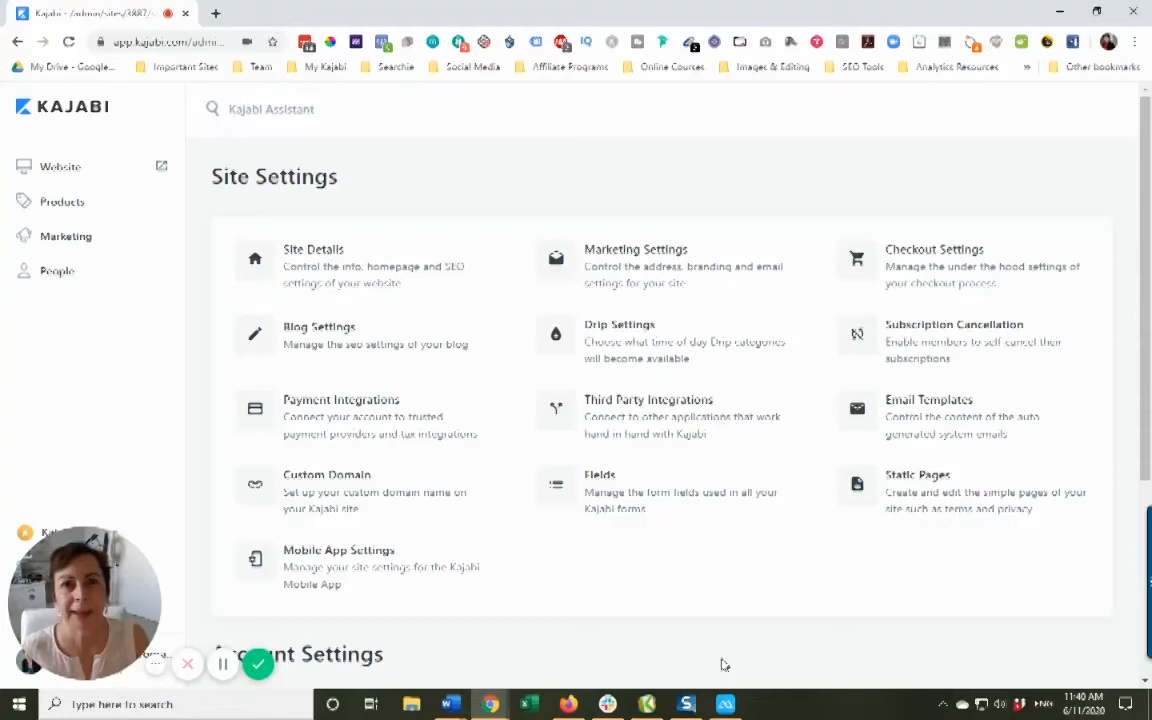 Kajabi - /admin/sites/3887/s
app.kajabi.com/admi...
My Drive - Google...
Important Sites
Team
My Kajabi
Searchie
Social Media
Affiliate Programs
Online Courses
Images & Editing
SEO Tools
Analytics Resources
»
Other bookmarks
KAJABI
Kajabi Assistant
Website
Products
Marketing
People
Site Settings
Site Details
Control the info, homepage and SEO
settings of your website
Marketing Settings
Control the address, branding and email
settings for your site
Checkout Settings
Manage the under the hood settings of
your checkout process
Blog Settings
Manage the seo settings of your blog
Drip Settings
Choose what time of day Drip categories
will become available
Subscription Cancellation
Enable members to self-cancel their
subscriptions
Payment Integrations
Connect your account to trusted
payment providers and tax integrations
Third Party Integrations
Connect to other applications that work
hand in hand with Kajabi
Email Templates
Control the content of the auto
generated system emails
Custom Domain
Set up your custom domain name on
your Kajabi site
Fields
Manage the form fields used in all your
Kajabi forms
Static Pages
Create and edit the simple pages of your
site such as terms and privacy
Mobile App Settings
Manage your site settings for the Kajabi
Mobile App
Account Settings
Type here to search
ENG
11:40 AM
6/11/2020